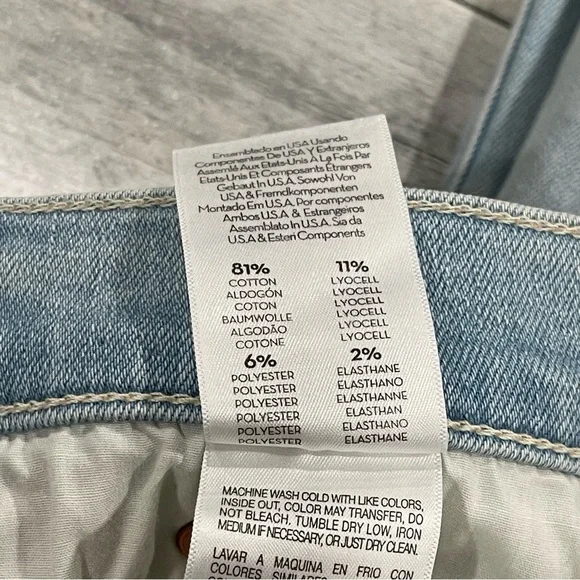 Ensamblado en USA Usando
Componentes De USA Y Extranjeros
Assemblé Aux Etats-Unis À La Fois Par
Etats-Unis Et Composants Étrangers
Gebaut In U.S.A. Sowohl Von
USA & Fremdkomponenten
Montado Em U.S.A. Por componentes
Ambos U.S.A & Estrangeiros
Assemblato In U.S.A. Sia da
U.S.A & Esteri Components
81% 11%
COTTON LYOCELL
ALDOGÓN LYOCELL
COTON LYOCELL
BAUMWOLLE LYOCELL
ALGODÃO LYOCELL
COTONE LYOCELL
6% 2%
POLYESTER ELASTHANE
POLYESTER ELASTHANO
POLYESTER ELASTHANNE
POLYESTER ELASTHAN
POLYESTER ELASTHANO
POLYESTER ELASTHANE
MACHINE WASH COLD WITH LIKE COLORS,
INSIDE OUT, COLOR MAY TRANSFER, DO
NOT BLEACH. TUMBLE DRY LOW, IRON
MEDIUM IF NECESSARY, OR JUST DRY CLEAN.
LAVAR A MAQUINA EN FRIO CON
COLORES SIMILARES